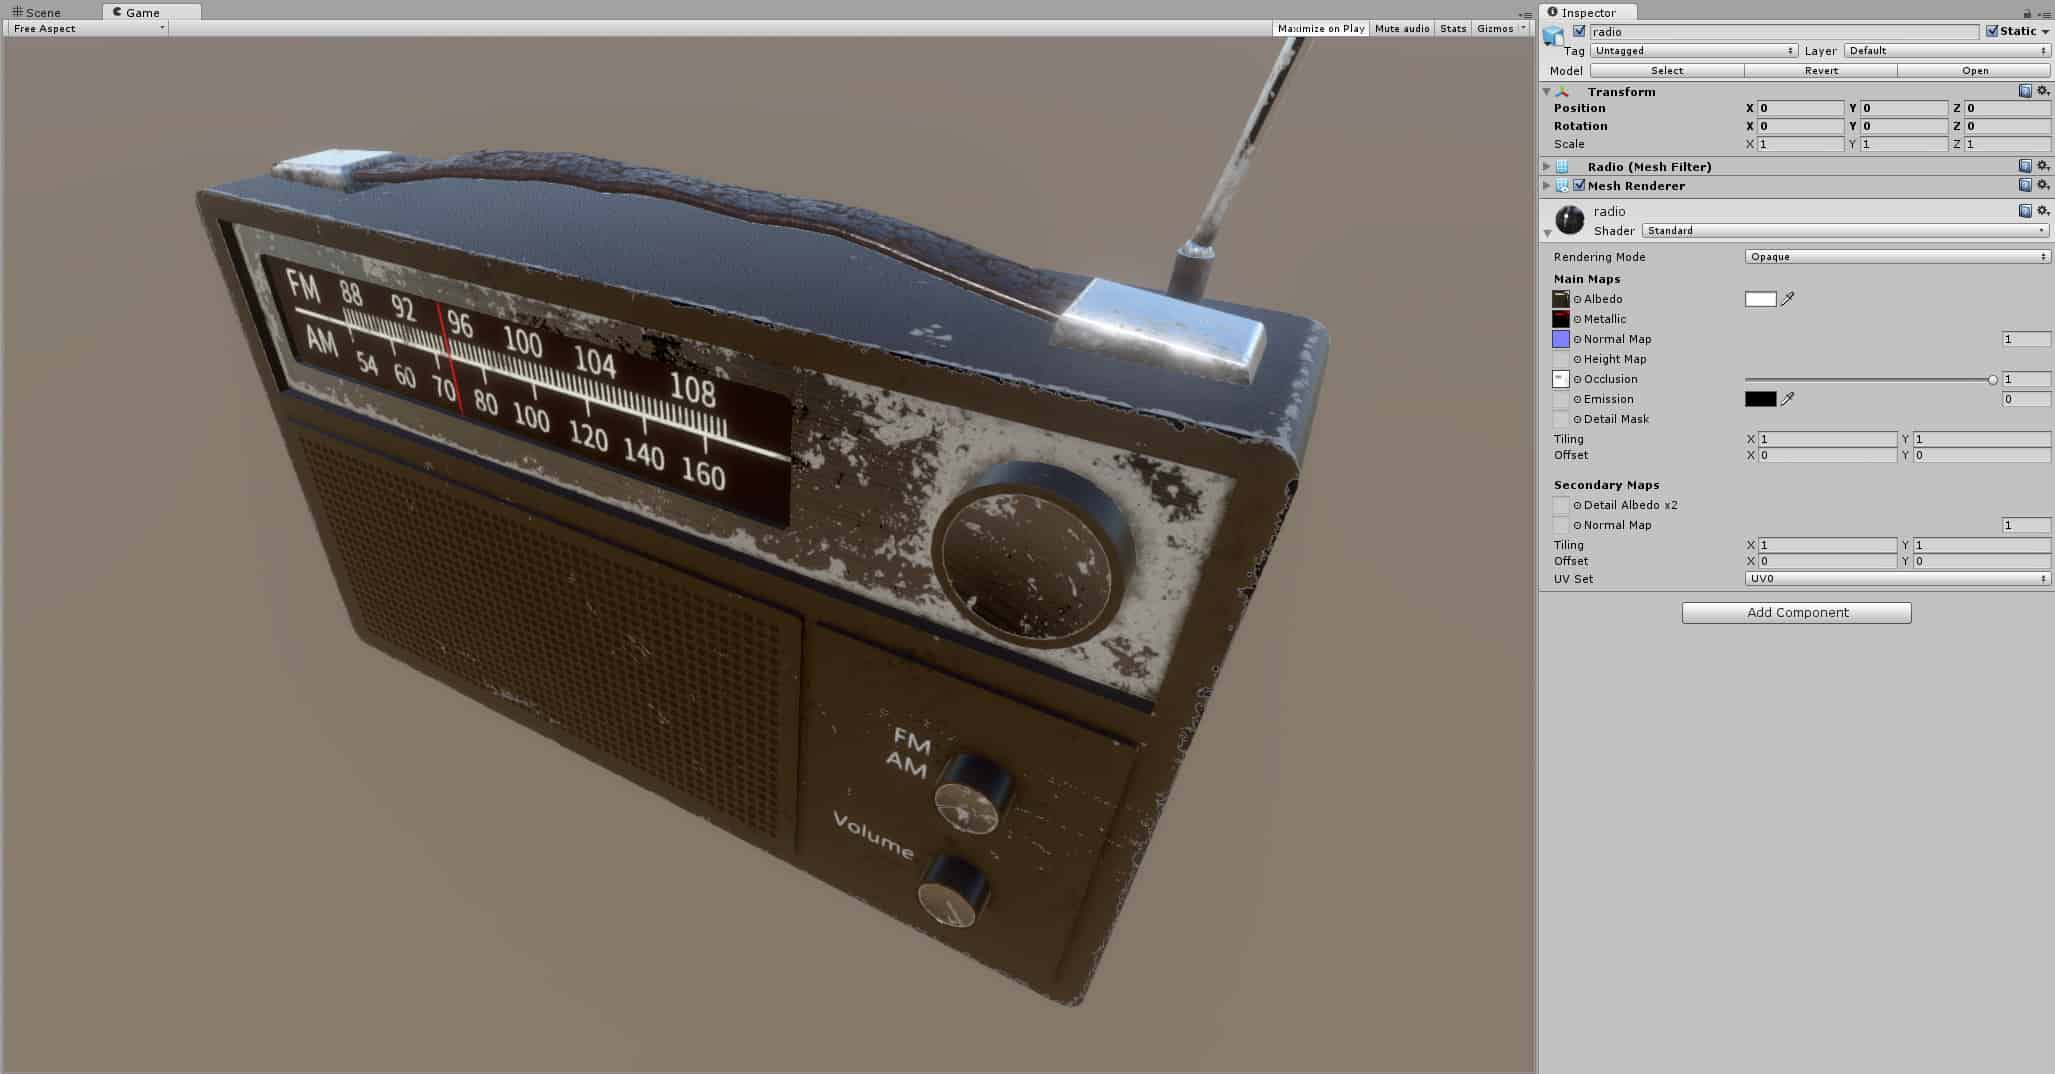 Scene
Game
Free Aspect
Maximize on Play
Mute audio
Stats
Gizmos
FM 88 92 96 100 104 108
AM 54 60 70 80 100 120 140 160
FM
AM
Volume
Inspector
radio
Static
Tag Untagged Layer Default
Model Select Revert Open
Transform
Position X 0 Y 0 Z 0
Rotation X 0 Y 0 Z 0
Scale X 1 Y 1 Z 1
Radio (Mesh Filter)
Mesh Renderer
radio
Shader Standard
Rendering Mode Opaque
Main Maps
Albedo
Metallic
Normal Map 1
Height Map
Occlusion 1
Emission 0
Detail Mask
Tiling X 1 Y 1
Offset X 0 Y 0
Secondary Maps
Detail Albedo x2
Normal Map 1
Tiling X 1 Y 1
Offset X 0 Y 0
UV Set UV0
Add Component